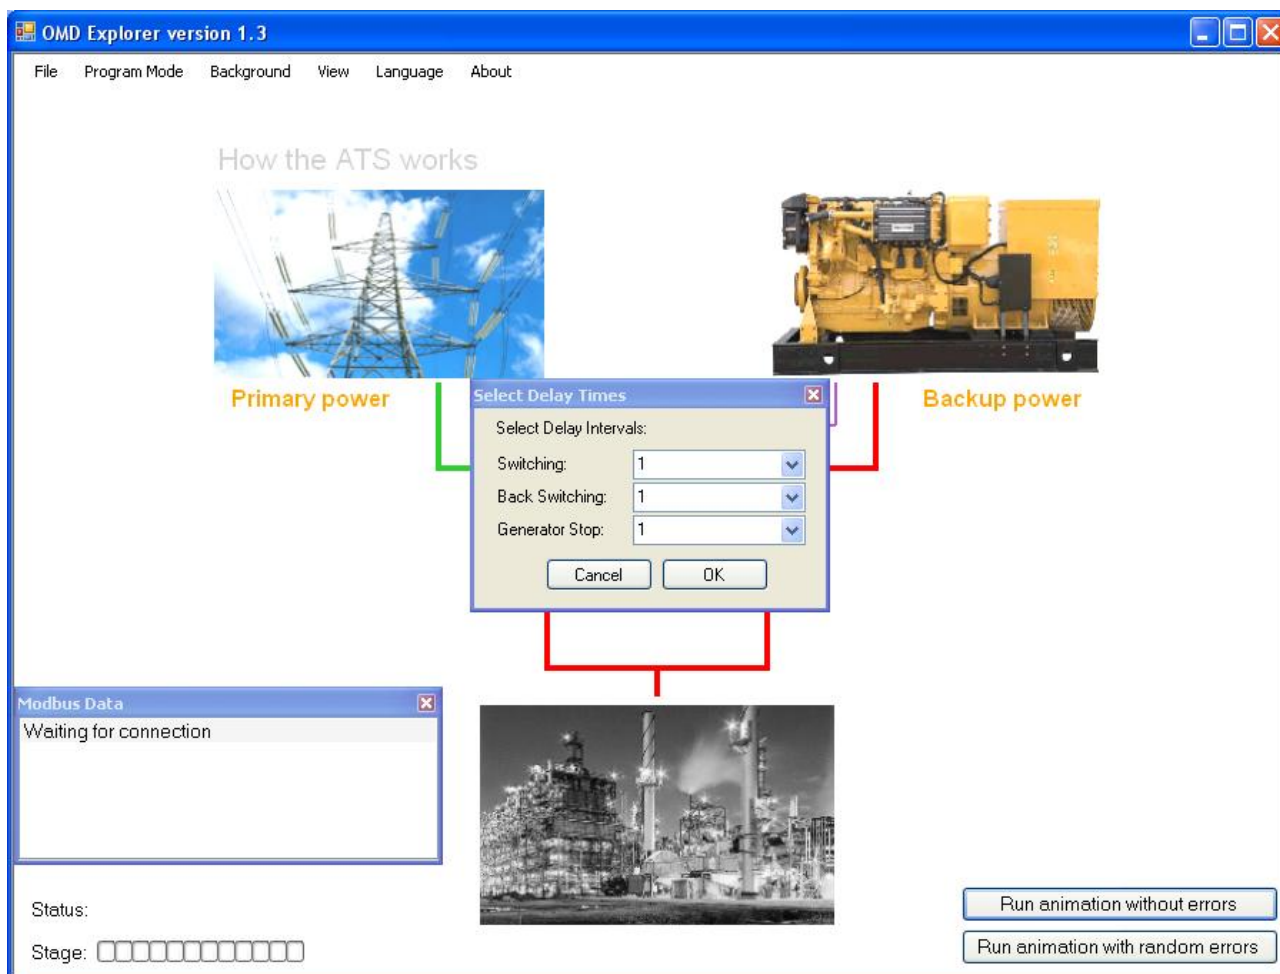 OMD Explorer version 1.3
File Program Mode Background View Language About
How the ATS works
Primary power
Backup power
Select Delay Times
Select Delay Intervals:
Switching: 1
Back Switching: 1
Generator Stop: 1
Cancel OK
Modbus Data
Waiting for connection
Status:
Stage:
Run animation without errors
Run animation with random errors